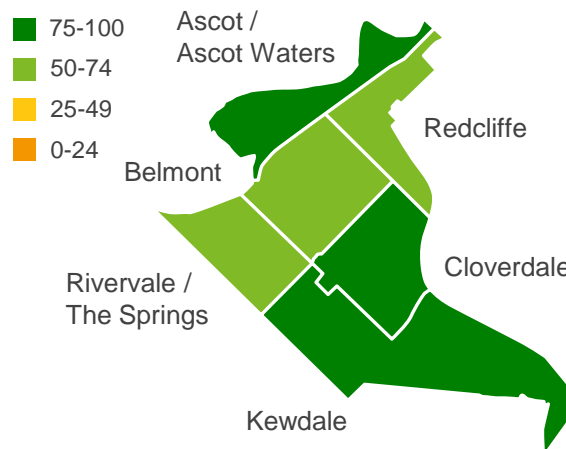 75-100
50-74
25-49
0-24
Ascot /
Ascot Waters
Redcliffe
Belmont
Cloverdale
Rivervale /
The Springs
Kewdale